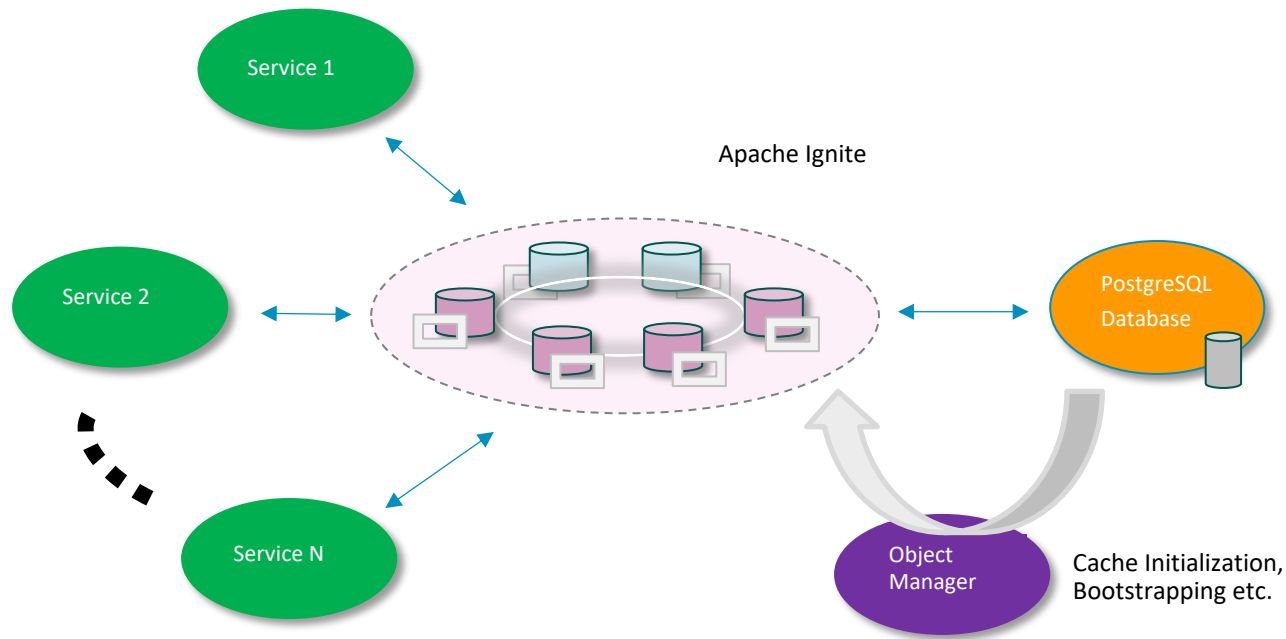 Service 1
Apache Ignite
Service 2
PostgreSQL
Database
Service N
Object
Manager
Cache Initialization,
Bootstrapping etc.